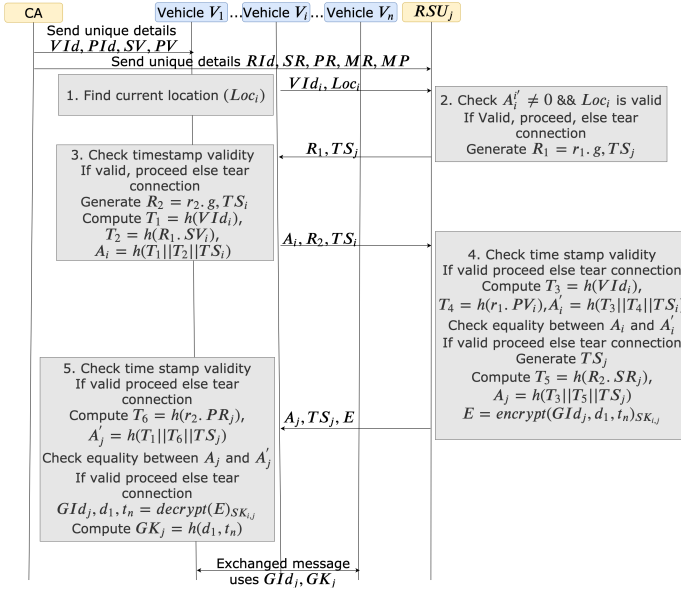 CA
Vehicle V₁ ...Vehicle Vᵢ... Vehicle Vₙ
RSUⱼ
Send unique details
VId, PId, SV, PV
Send unique details RId, SR, PR, MR, MP
1. Find current location (Locᵢ)
VIdᵢ, Locᵢ
2. Check Aᵢ^i′ ≠ 0 && Locᵢ is valid
If Valid, proceed, else tear
connection
Generate R₁ = r₁. g, TSⱼ
R₁, TSⱼ
3. Check timestamp validity
If valid, proceed else tear
connection
Generate R₂ = r₂. g, TSᵢ
Compute T₁ = h(VIdᵢ),
T₂ = h(R₁. SVᵢ),
Aᵢ = h(T₁||T₂||TSᵢ)
Aᵢ, R₂, TSᵢ
4. Check time stamp validity
If valid proceed else tear connection
Compute T₃ = h(VIdᵢ),
T₄ = h(r₁. PVᵢ), Aᵢ′ = h(T₃||T₄||TSᵢ)
Check equality between Aᵢ and Aᵢ′
If valid proceed else tear connection
Generate TSⱼ
Compute T₅ = h(R₂. SRⱼ),
Aⱼ = h(T₃||T₅||TSⱼ)
E = encrypt(GIdⱼ, d₁, tₙ)SKᵢ,ⱼ
Aⱼ, TSⱼ, E
5. Check time stamp validity
If valid proceed else tear
connection
Compute T₆ = h(r₂. PRⱼ),
Aⱼ′ = h(T₁||T₆||TSⱼ)
Check equality between Aⱼ and Aⱼ′
If valid proceed else tear
connection
GIdⱼ, d₁, tₙ = decrypt(E)SKᵢ,ⱼ
Compute GKⱼ = h(d₁, tₙ)
Exchanged message
uses GIdⱼ, GKⱼ